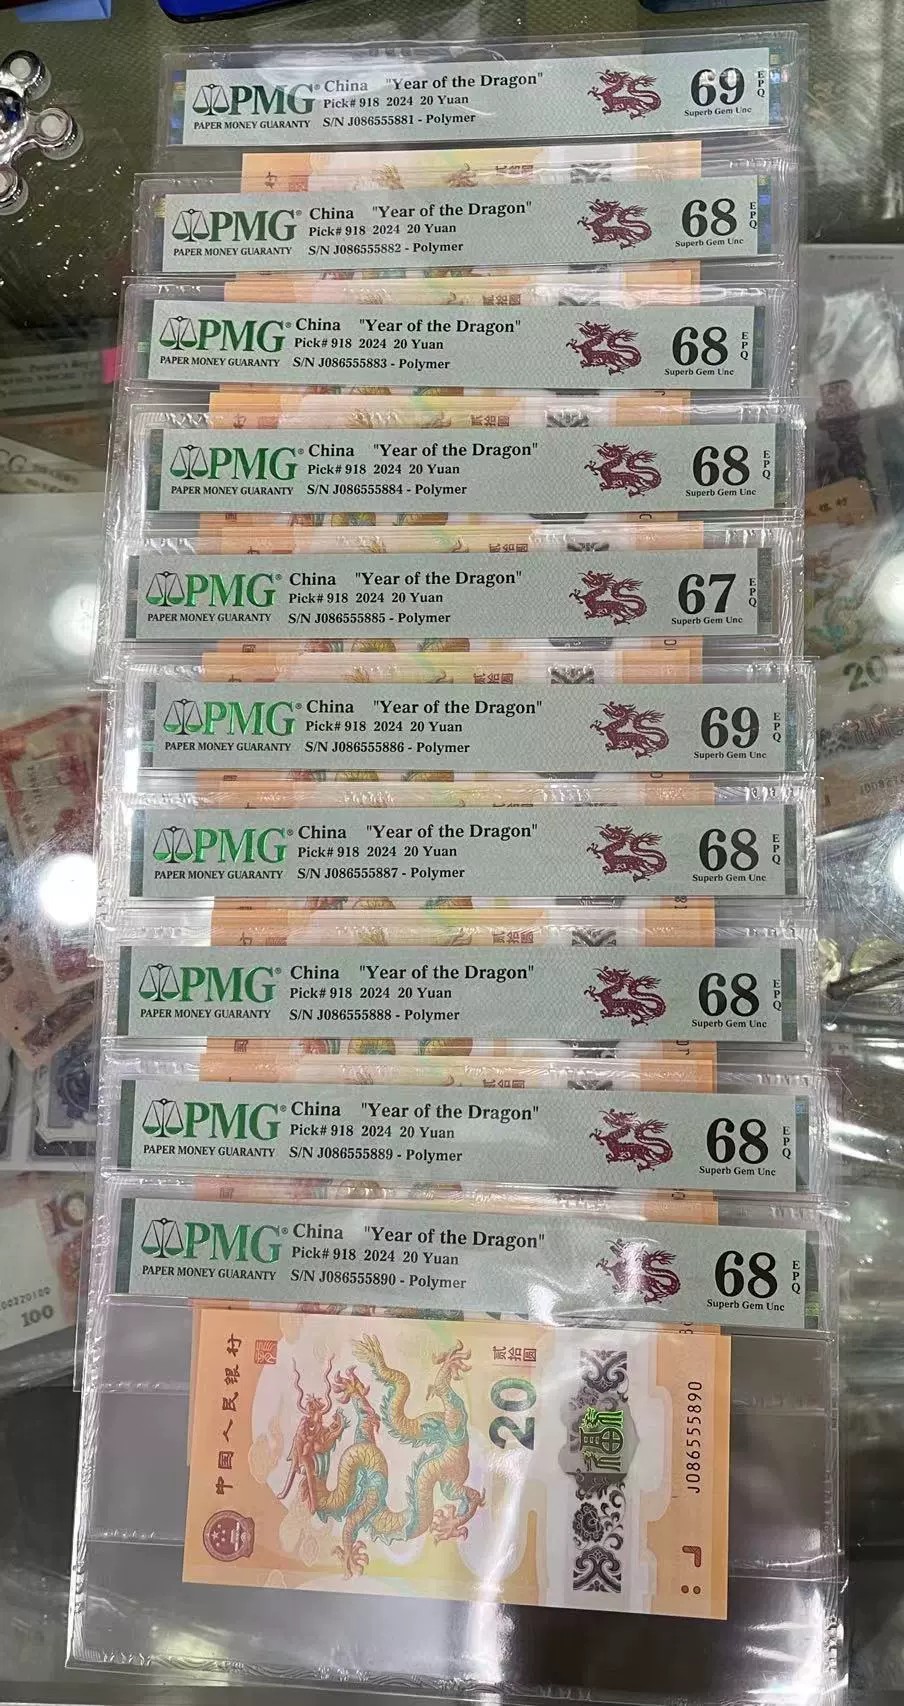 PMG® China "Year of the Dragon" 69 EPQ
Pick# 918 2024 20 Yuan
PAPER MONEY GUARANTY S/N J086555881 - Polymer Superb Gem Unc
PMG® China "Year of the Dragon" 68 EPQ
Pick# 918 2024 20 Yuan
PAPER MONEY GUARANTY S/N J086555882 - Polymer Superb Gem Unc
PMG® China "Year of the Dragon" 68 EPQ
Pick# 918 2024 20 Yuan
PAPER MONEY GUARANTY S/N J086555883 - Polymer Superb Gem Unc
PMG® China "Year of the Dragon" 68 EPQ
Pick# 918 2024 20 Yuan
PAPER MONEY GUARANTY S/N J086555884 - Polymer Superb Gem Unc
PMG® China "Year of the Dragon" 67 EPQ
Pick# 918 2024 20 Yuan
PAPER MONEY GUARANTY S/N J086555885 - Polymer Superb Gem Unc
PMG® China "Year of the Dragon" 69 EPQ
Pick# 918 2024 20 Yuan
PAPER MONEY GUARANTY S/N J086555886 - Polymer Superb Gem Unc
PMG® China "Year of the Dragon" 68 EPQ
Pick# 918 2024 20 Yuan
PAPER MONEY GUARANTY S/N J086555887 - Polymer Superb Gem Unc
PMG® China "Year of the Dragon" 68 EPQ
Pick# 918 2024 20 Yuan
PAPER MONEY GUARANTY S/N J086555888 - Polymer Superb Gem Unc
PMG® China "Year of the Dragon" 68 EPQ
Pick# 918 2024 20 Yuan
PAPER MONEY GUARANTY S/N J086555889 - Polymer Superb Gem Unc
PMG® China "Year of the Dragon" 68 EPQ
Pick# 918 2024 20 Yuan
PAPER MONEY GUARANTY S/N J086555890 - Polymer Superb Gem Unc
中国人民银行
贰拾圆
20
J086555890
20
100